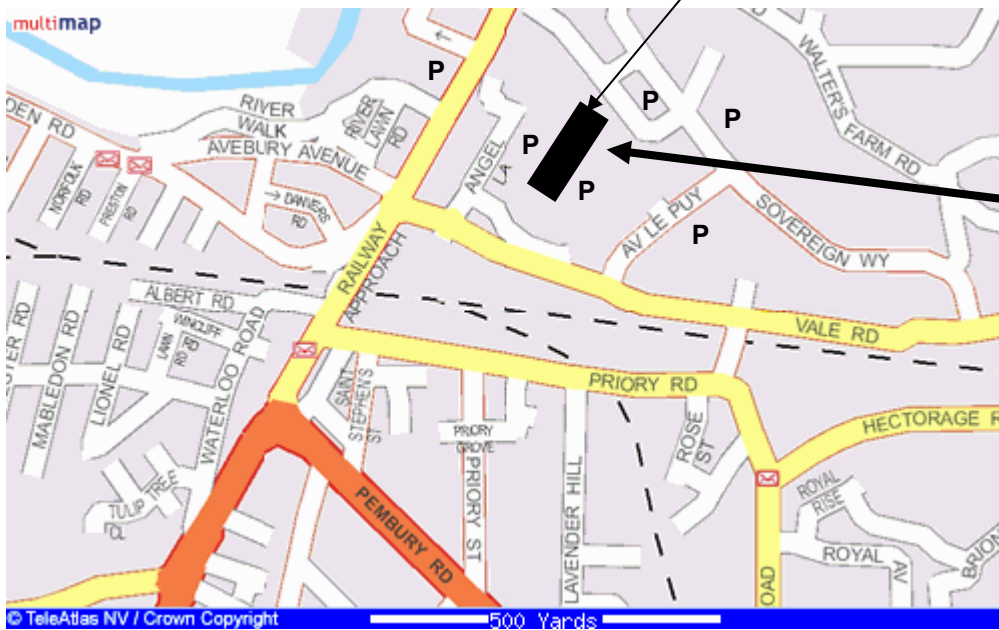 multimap
DEN RD
RIVER
WALK
AVEBURY AVENUE
RIVER
LAWN
RD
NORFOLK
RD
PRESTON
RD
DANVERS
RD
P
ANGEL
LA
P
P
P
P
P
WALTER'S FARM RD
AV LE PUY
SOVEREIGN WY
RAILWAY
APPROACH
ALBERT RD
VALE RD
MABLEDON RD
LIONEL RD
LAWN
RD
RD
WATERLOO ROAD
SAINT
STEPHEN'S
ST
PRIORY RD
PRIORY
GROVE
PRIORY ST
ROSE
ST
HECTORAGE R
TULIP TREE
CL
PEMBURY RD
LAVENDER HILL
ROYAL
RISE
ROYAL
AV
BRION
OAD
© TeleAtlas NV / Crown Copyright
500 Yards